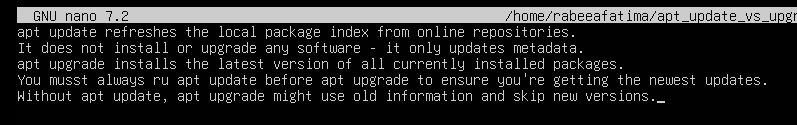 GNU nano 7.2 /home/rabeeafatima/apt_update_vs_upgr
apt update refreshes the local package index from online repositories.
It does not install or upgrade any software - it only updates metadata.
apt upgrade installs the latest version of all currently installed packages.
You musst always ru apt update before apt upgrade to ensure you're getting the newest updates.
Without apt update, apt upgrade might use old information and skip new versions.